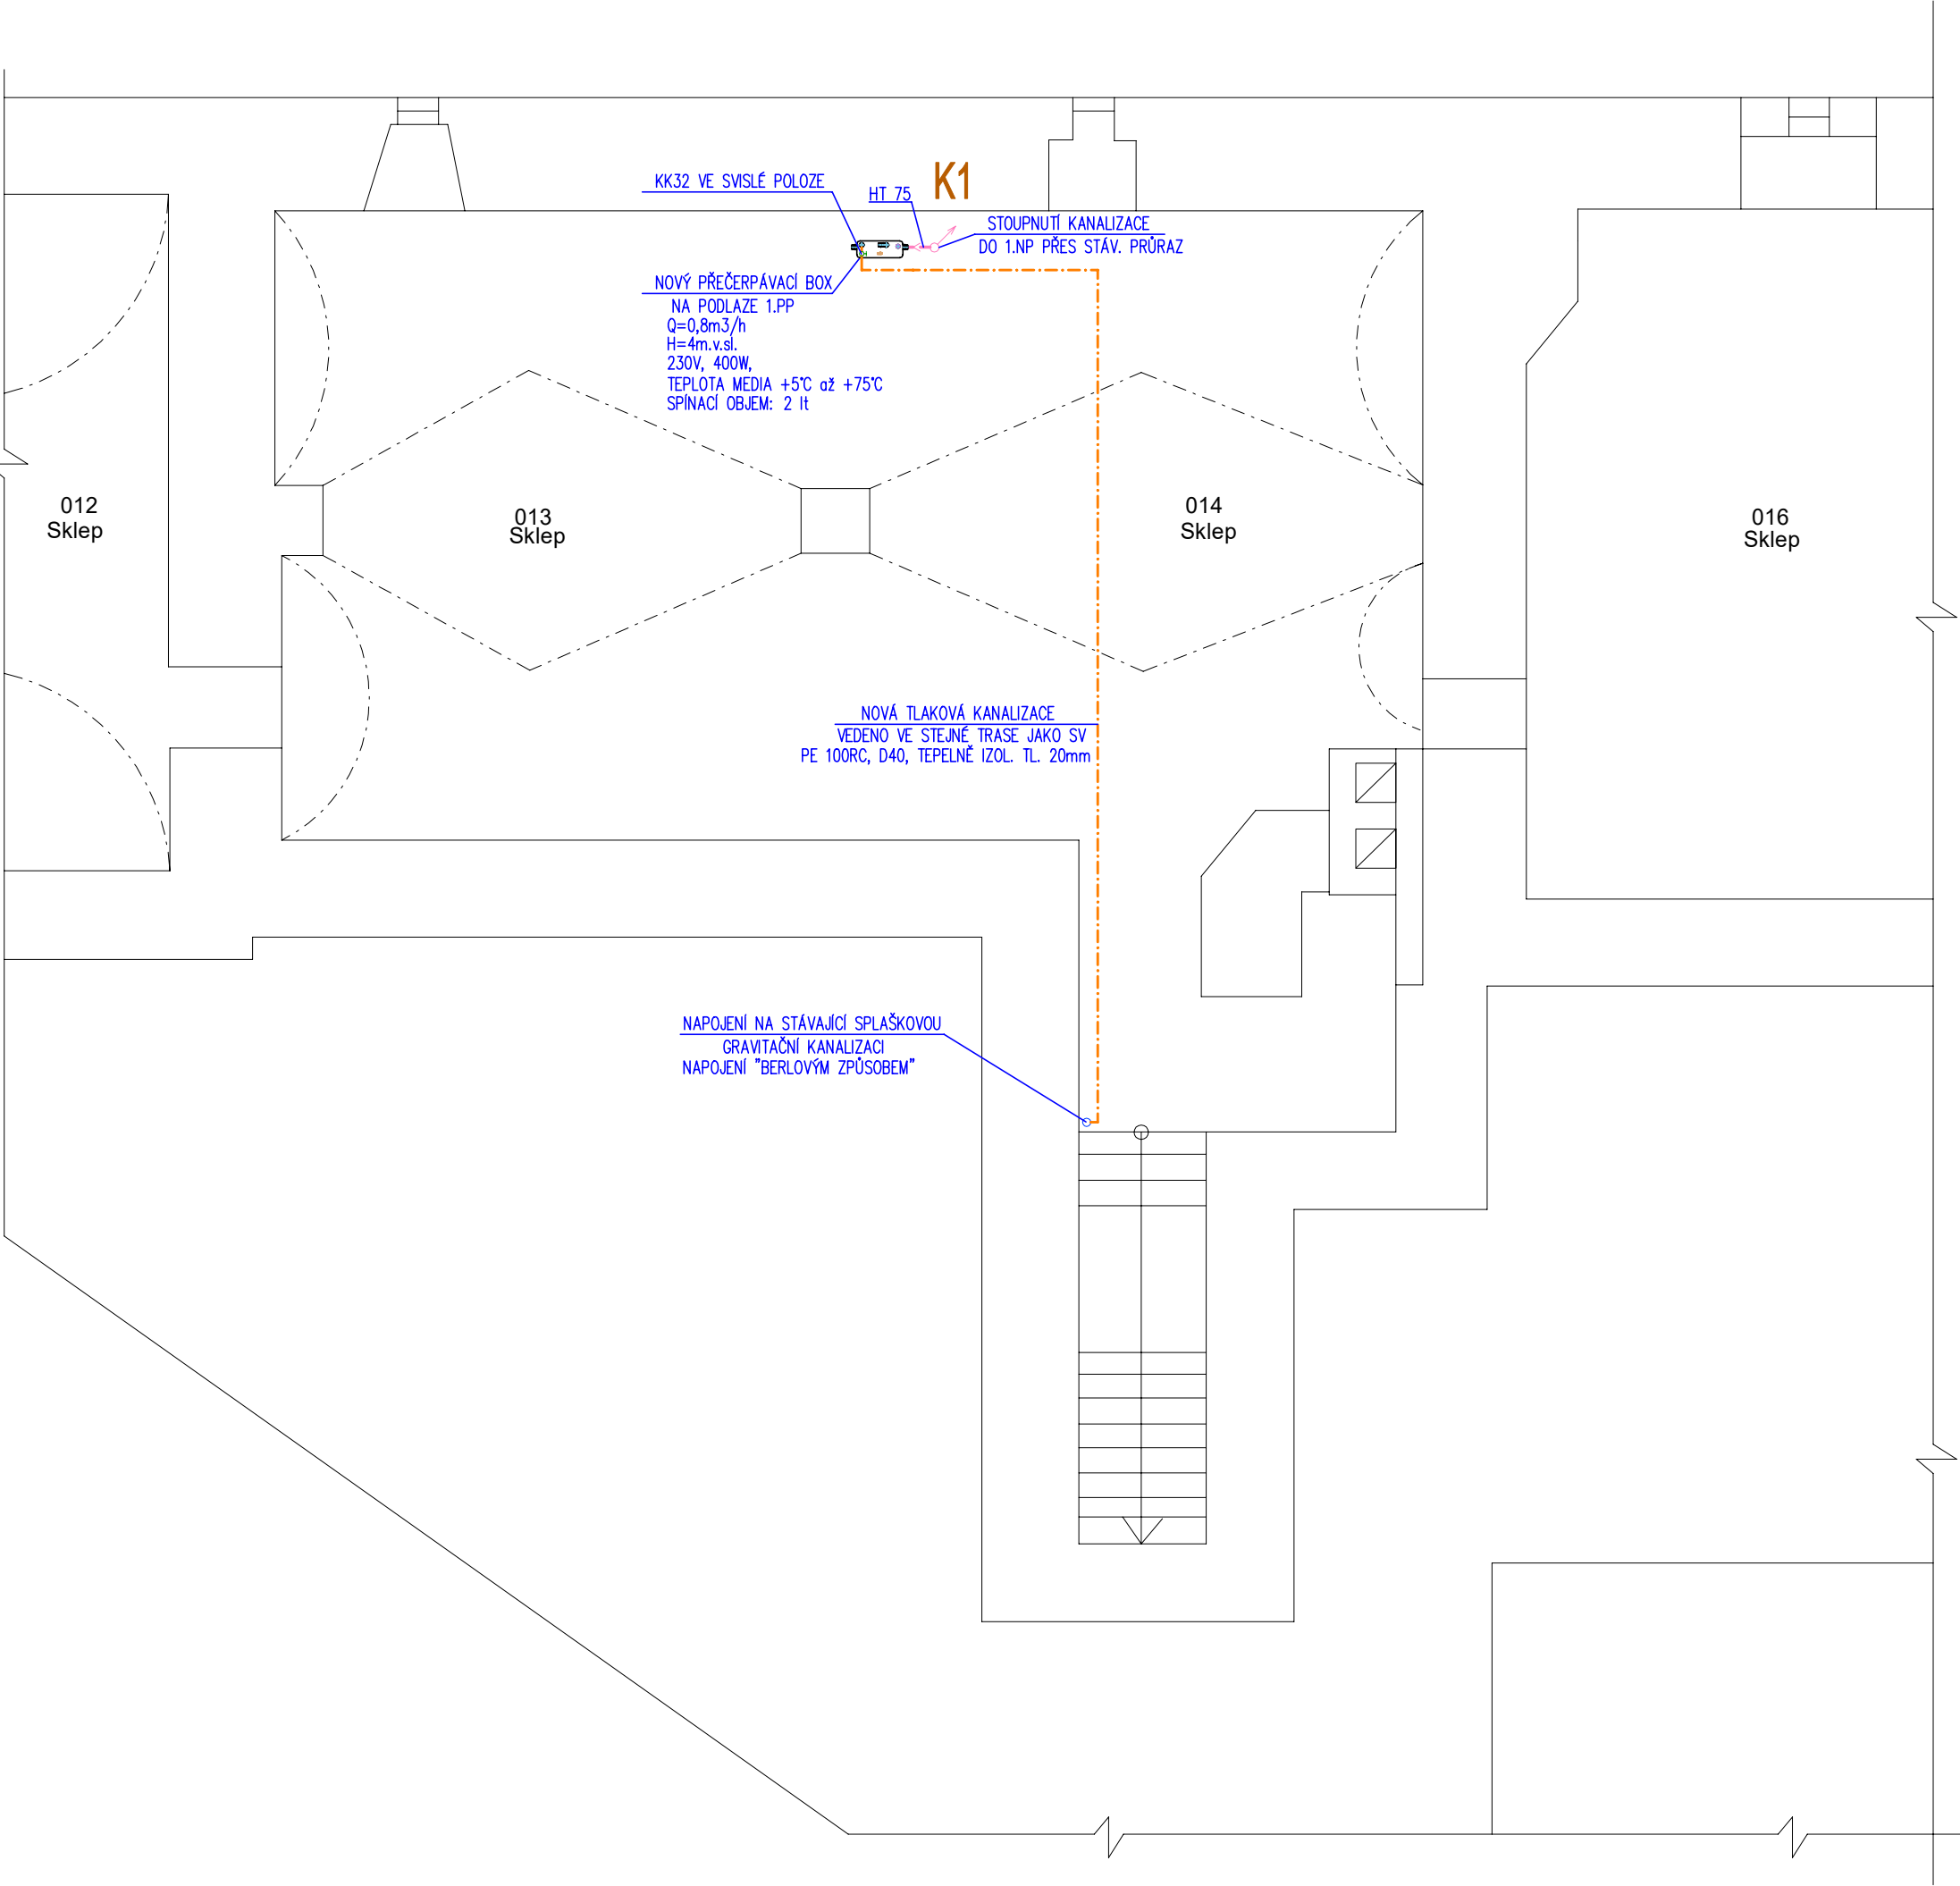 K1
KK32 VE SVISLÉ POLOZE
HT 75
STOUPNUTÍ KANALIZACE
DO 1.NP PŘES STÁV. PRŮRAZ
NOVÝ PŘEČERPÁVACÍ BOX
NA PODLAZE 1.PP
Q=0,8m3/h
H=4m.v.sl.
230V, 400W,
TEPLOTA MEDIA +5°C až +75°C
SPÍNACÍ OBJEM: 2 lt
012
Sklep
013
Sklep
014
Sklep
016
Sklep
NOVÁ TLAKOVÁ KANALIZACE
VEDENO VE STEJNÉ TRASE JAKO SV
PE 100RC, D40, TEPELNĚ IZOL. TL. 20mm
NAPOJENÍ NA STÁVAJÍCÍ SPLAŠKOVOU
GRAVITAČNÍ KANALIZACI
NAPOJENÍ "BERLOVÝM ZPŮSOBEM"